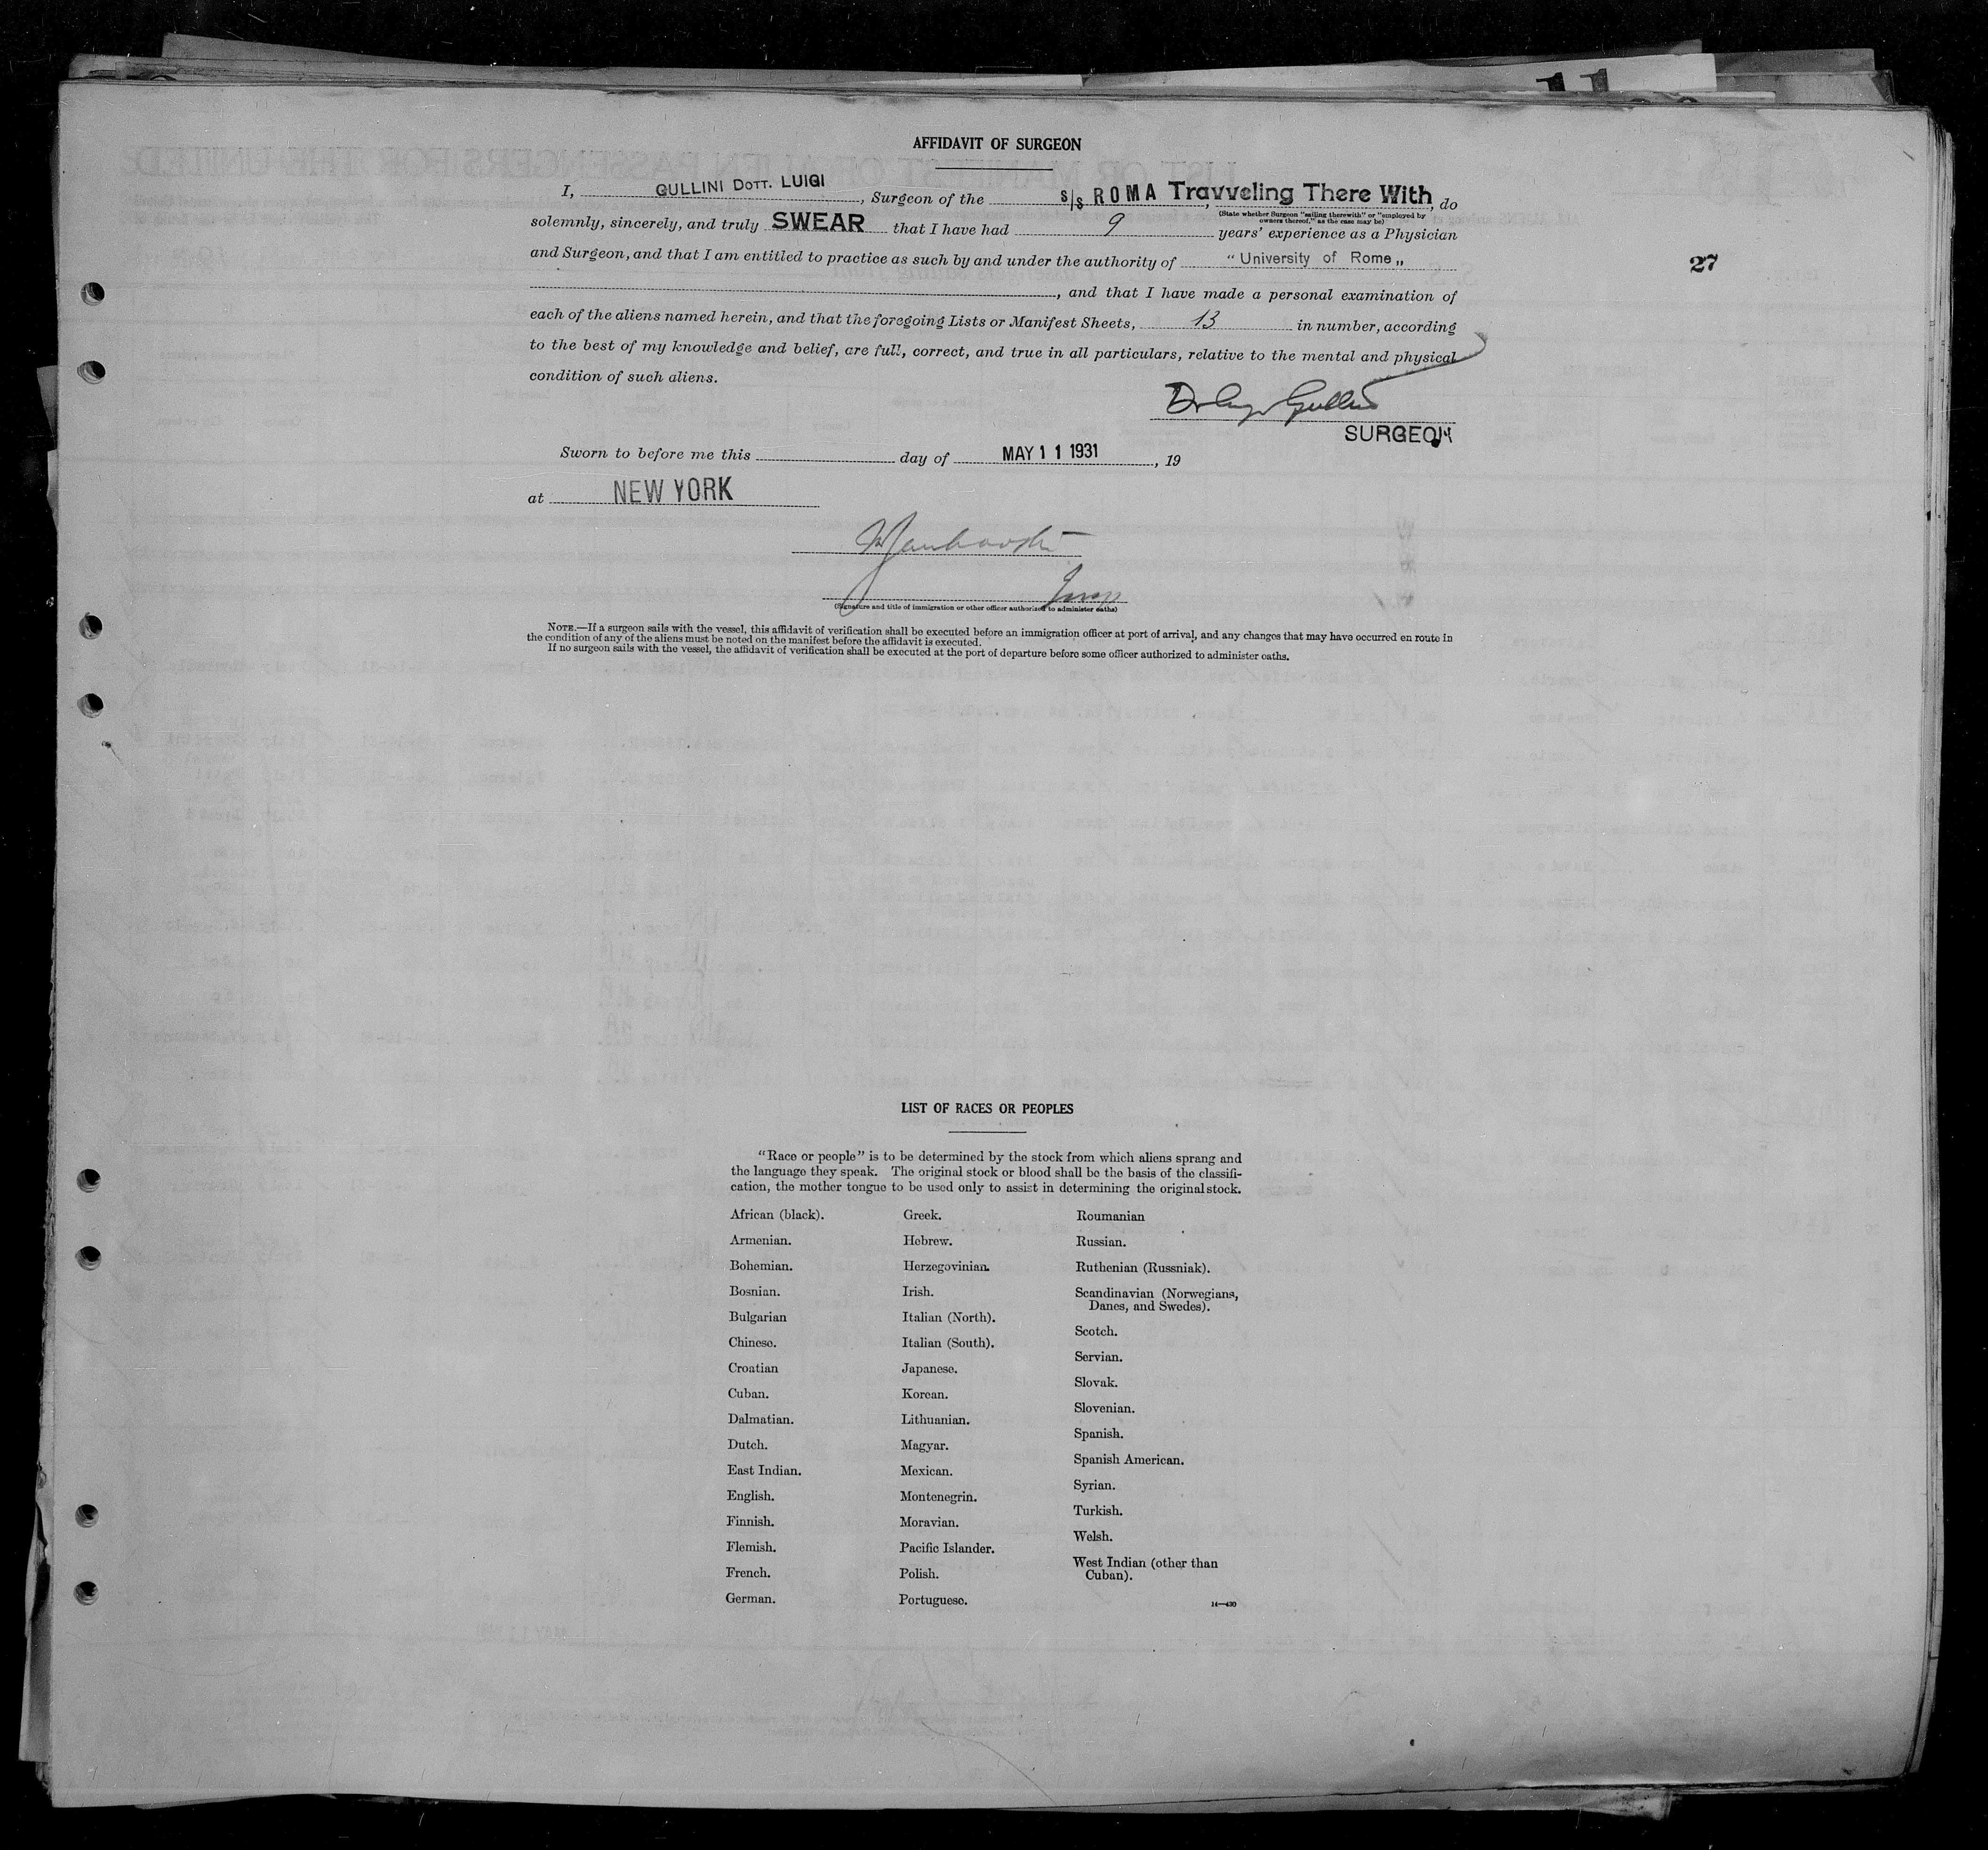 11
AFFIDAVIT OF SURGEON
I, GULLINI DOTT. LUIGI, Surgeon of the S/S ROMA Travveling There With, do
(State whether Surgeon "sailing therewith" or "employed by
owners thereof," as the case may be)
solemnly, sincerely, and truly SWEAR that I have had 9 years' experience as a Physician
and Surgeon, and that I am entitled to practice as such by and under the authority of "University of Rome"
27
, and that I have made a personal examination of
each of the aliens named herein, and that the foregoing Lists or Manifest Sheets, 13 in number, according
to the best of my knowledge and belief, are full, correct, and true in all particulars, relative to the mental and physical
condition of such aliens.
SURGEON
Sworn to before me this day of MAY 11 1931, 19
at NEW YORK
(Signature and title of immigration or other officer authorized to administer oaths)
NOTE.—If a surgeon sails with the vessel, this affidavit of verification shall be executed before an immigration officer at port of arrival, and any changes that may have occurred en route in
the condition of any of the aliens must be noted on the manifest before the affidavit is executed.
If no surgeon sails with the vessel, the affidavit of verification shall be executed at the port of departure before some officer authorized to administer oaths.
LIST OF RACES OR PEOPLES
"Race or people" is to be determined by the stock from which aliens sprang and
the language they speak. The original stock or blood shall be the basis of the classifi-
cation, the mother tongue to be used only to assist in determining the original stock.
African (black).
Armenian.
Bohemian.
Bosnian.
Bulgarian
Chinese.
Croatian
Cuban.
Dalmatian.
Dutch.
East Indian.
English.
Finnish.
Flemish.
French.
German.
Greek.
Hebrew.
Herzegovinian.
Irish.
Italian (North).
Italian (South).
Japanese.
Korean.
Lithuanian.
Magyar.
Mexican.
Montenegrin.
Moravian.
Pacific Islander.
Polish.
Portuguese.
Roumanian
Russian.
Ruthenian (Russniak).
Scandinavian (Norwegians,
Danes, and Swedes).
Scotch.
Servian.
Slovak.
Slovenian.
Spanish.
Spanish American.
Syrian.
Turkish.
Welsh.
West Indian (other than
Cuban).
14—430